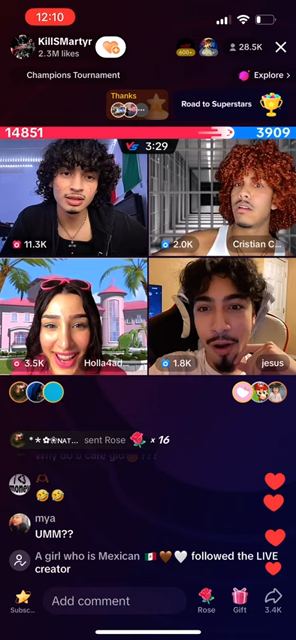 12:10
KillSMartyr
2.3M likes
600+
28.5K
Champions Tournament
Explore >
Thanks
Road to Superstars
14851
3909
VS 3:29
11.3K
2.0K
Cristian C...
3.5K
Holla4ad
1.8K
jesus
sent Rose
× 16
mya
UMM??
A girl who is Mexican 🇲🇽🤎🤍 followed the LIVE
creator
Subsc...
Add comment
Rose
Gift
3.4K